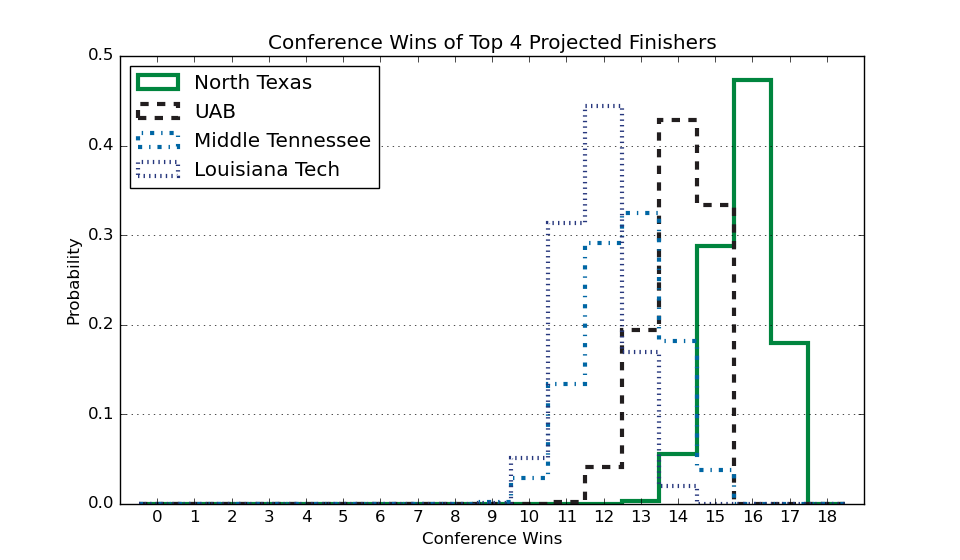 Conference Wins of Top 4 Projected Finishers
0.5
0.4
0.3
0.2
0.1
0.0
Probability
North Texas
UAB
Middle Tennessee
Louisiana Tech
0 1 2 3 4 5 6 7 8 9 10 11 12 13 14 15 16 17 18
Conference Wins